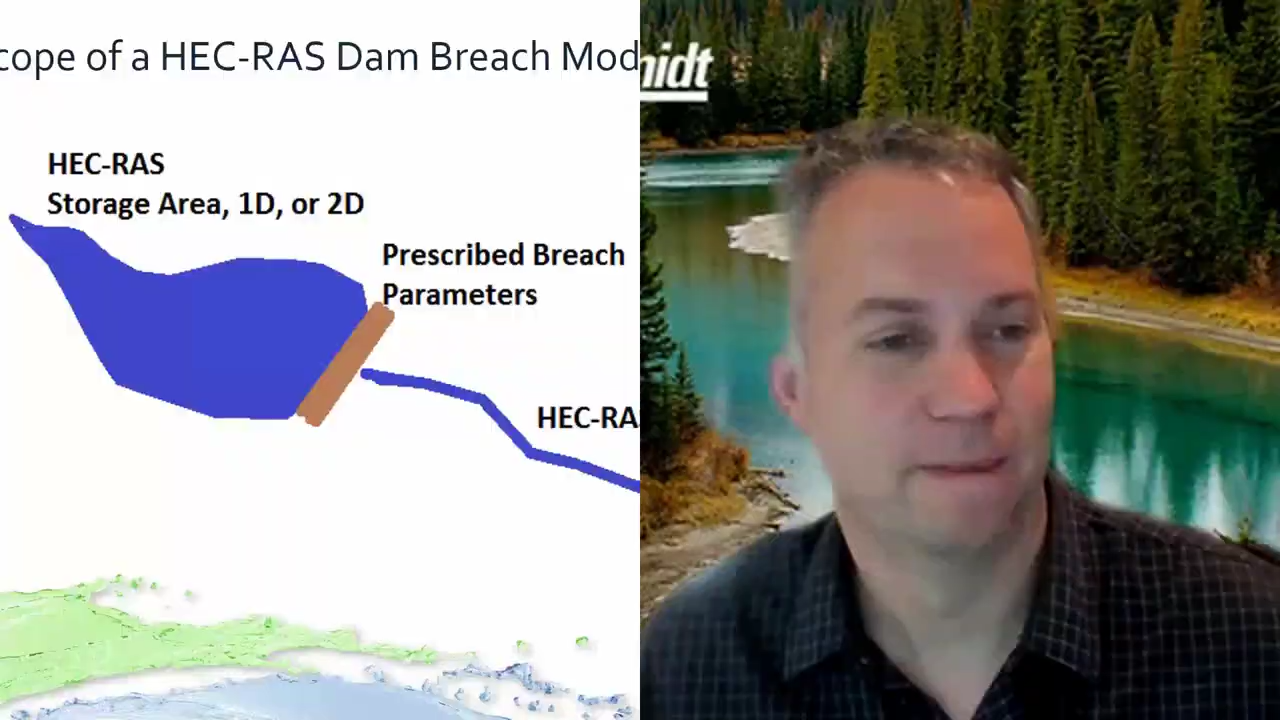 cope of a HEC-RAS Dam Breach Mod
HEC-RAS
Storage Area, 1D, or 2D
Prescribed Breach
Parameters
HEC-RA
idt